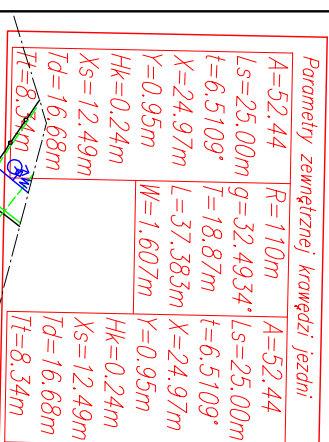 Parametry zewnętrznej krawędzi jezdni
A=52.44 R=110m A=52.44
Ls=25.00m g=32.4934° Ls=25.00m
t=6.5109° T=18.87m t=6.5109°
X=24.97m L=37.383m X=24.97m
Y=0.95m W=1.607m Y=0.95m
Hk=0.24m Hk=0.24m
Xs=12.49m Xs=12.49m
Td=16.68m Td=16.68m
Tt=8.34m Tt=8.34m